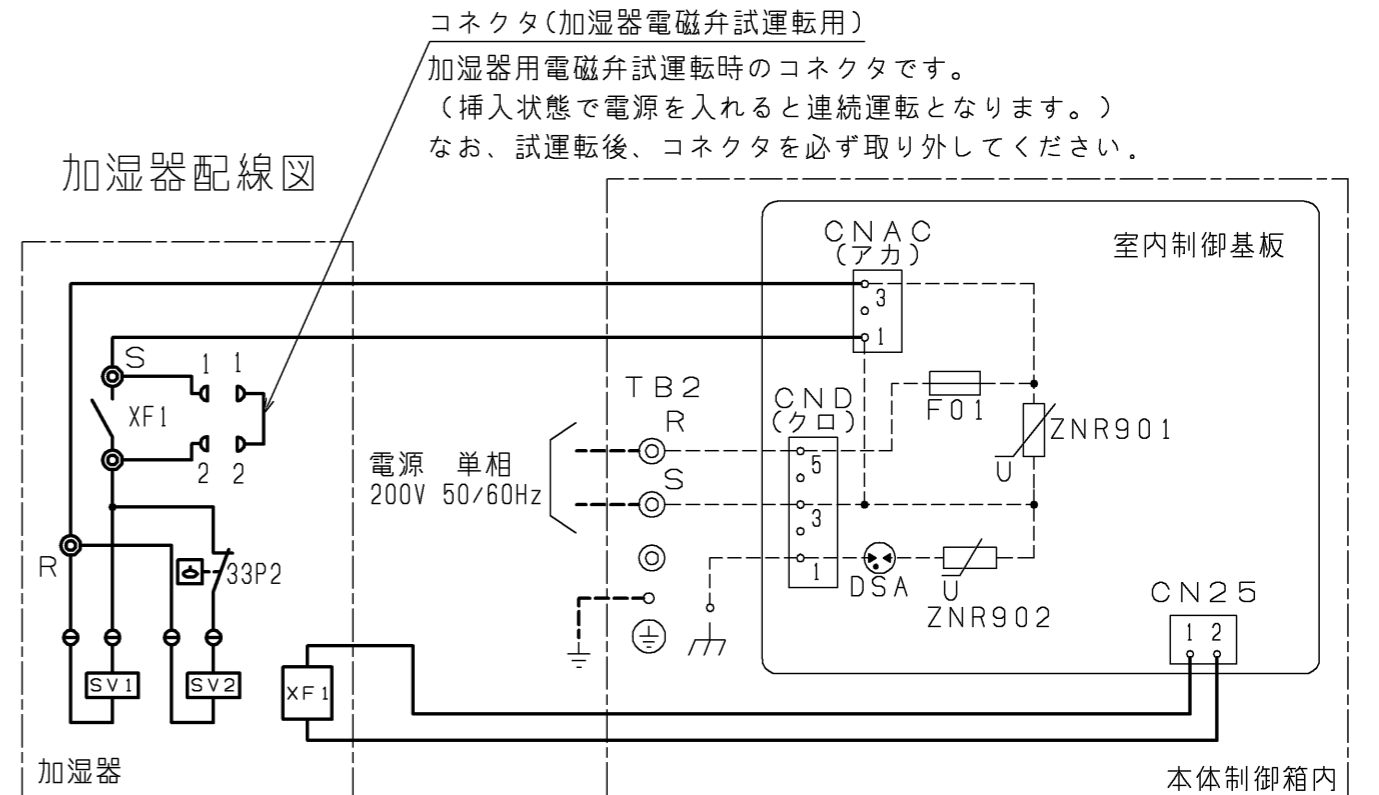 コネクタ(加湿器電磁弁試運転用)
加湿器用電磁弁試運転時のコネクタです。
(挿入状態で電源を入れると連続運転となります。)
なお、試運転後、コネクタを必ず取り外してください.
加湿器配線図
CNAC
(アカ)
室内制御基板
3
1
S
1 1
XF1
2 2
TB2
R
S
CND
(クロ)
5
3
1
F01
ZNR901
U
電源 単相
200V 50/60Hz
R
33P2
DSA
U
ZNR902
CN25
1 2
SV1
SV2
XF1
加湿器
本体制御箱内